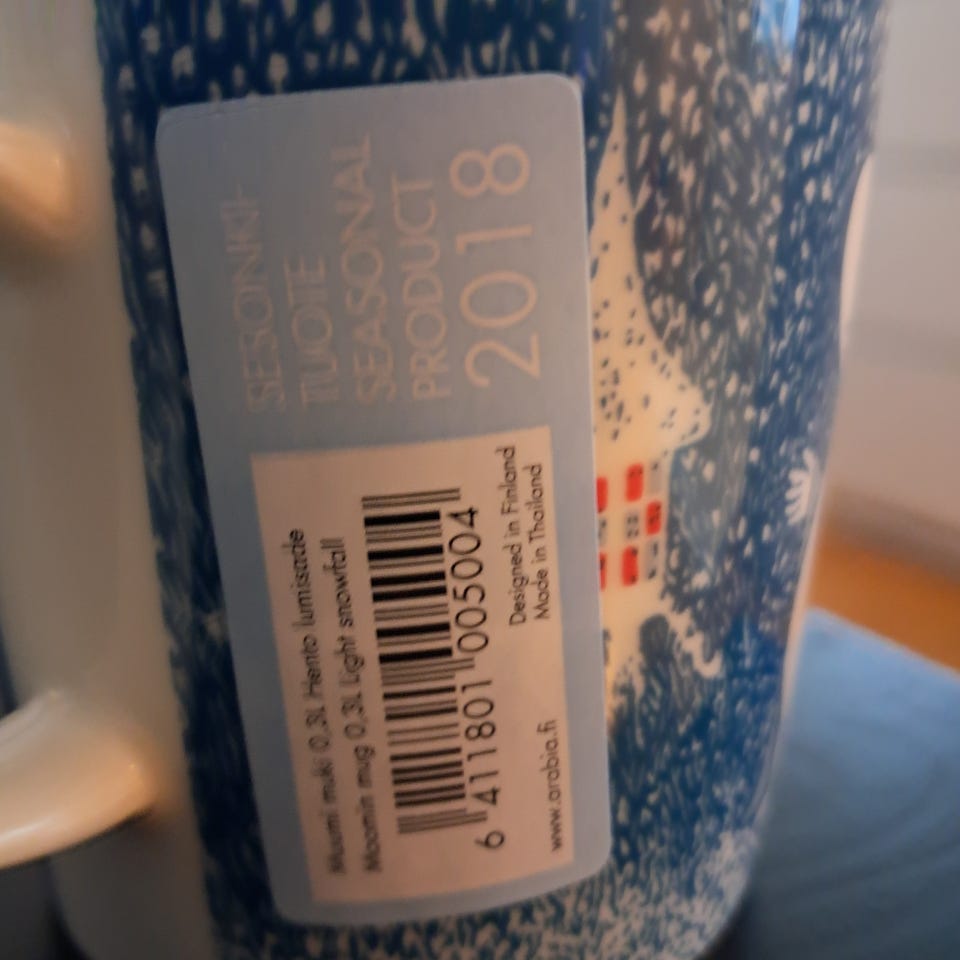 SESONKI-
TUOTE
SEASONAL
PRODUCT
2018
Muumi muki 0,3L Hento lumisade
Moomin mug 0,3L Light snowfall
6 411801 005004
Designed in Finland
Made in Thailand
www.arabia.fi